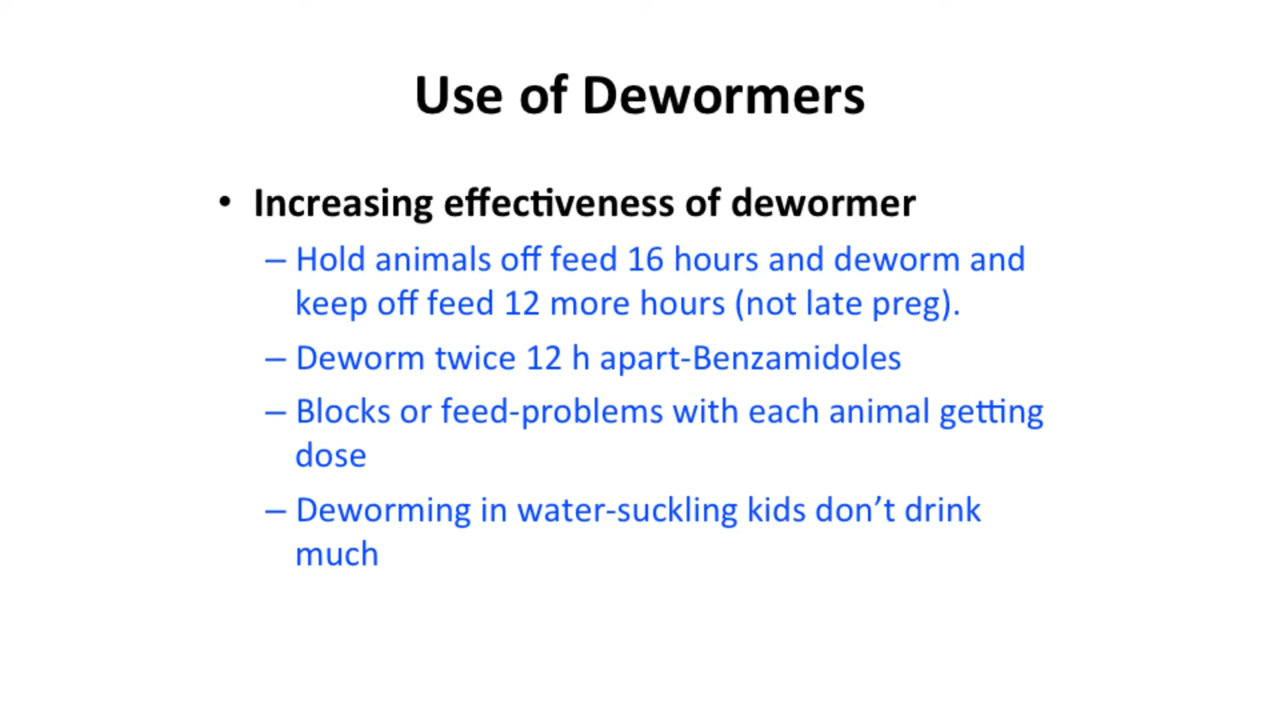 Use of Dewormers
• Increasing effectiveness of dewormer
– Hold animals off feed 16 hours and deworm and
keep off feed 12 more hours (not late preg).
– Deworm twice 12 h apart-Benzamidoles
– Blocks or feed-problems with each animal getting
dose
– Deworming in water-suckling kids don’t drink
much